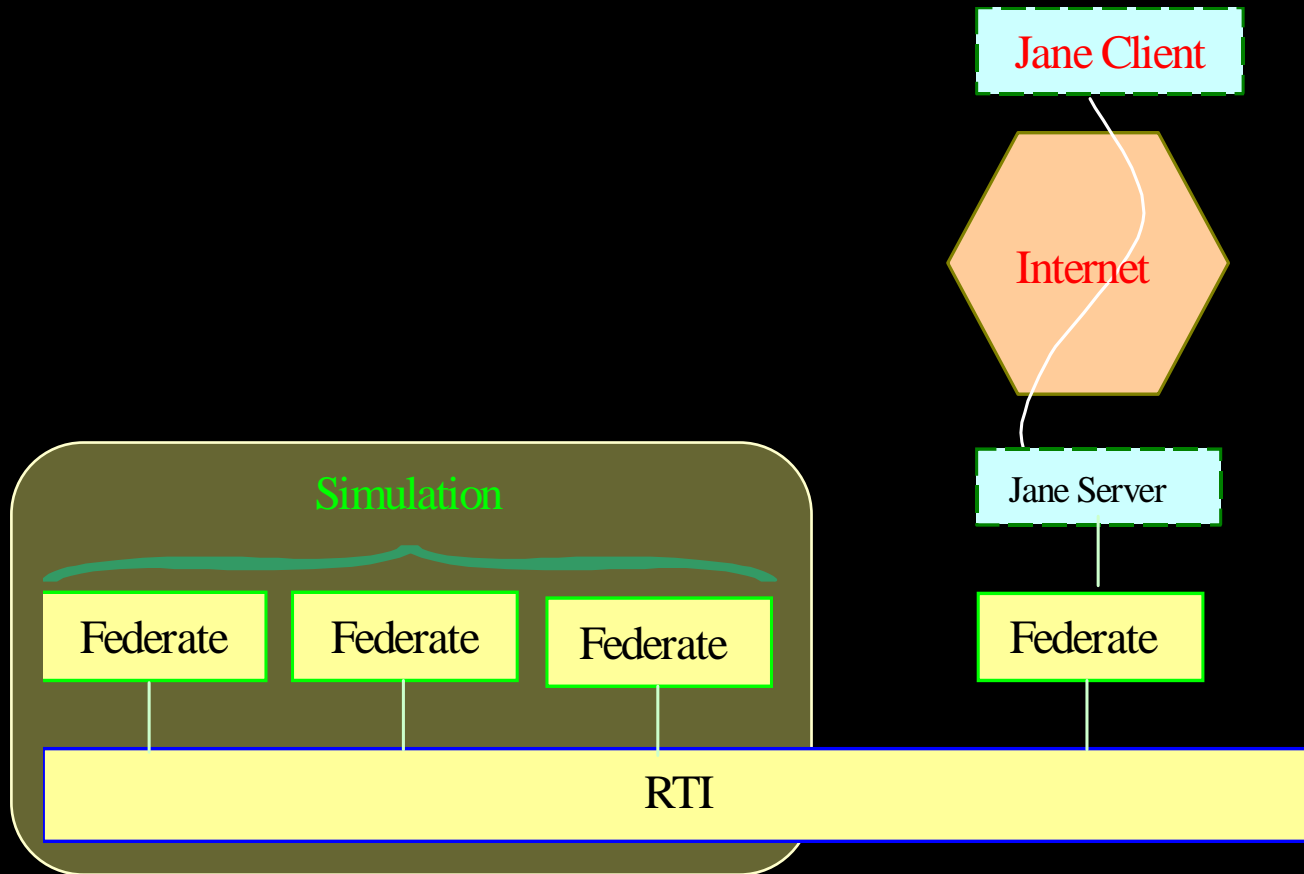 Jane Client
Internet
Jane Server
Simulation
Federate
Federate
Federate
Federate
RTI